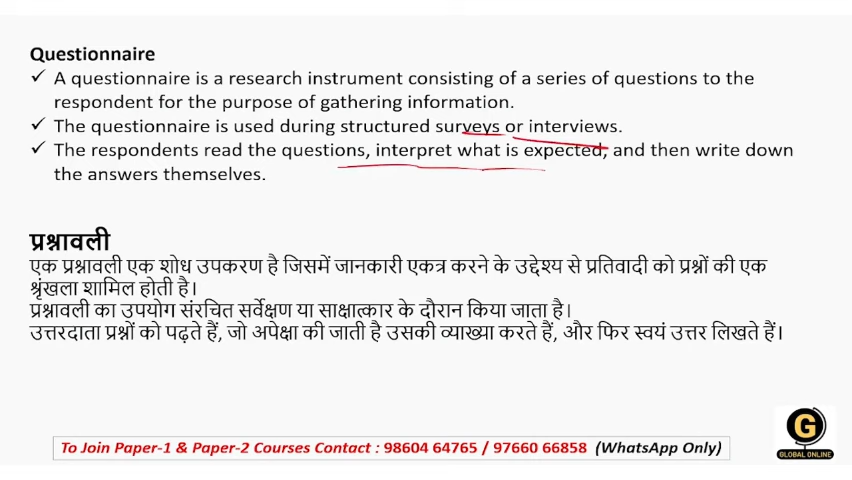 Questionnaire
✓ A questionnaire is a research instrument consisting of a series of questions to the
respondent for the purpose of gathering information.
✓ The questionnaire is used during structured surveys or interviews.
✓ The respondents read the questions, interpret what is expected, and then write down
the answers themselves.
प्रश्नावली
एक प्रश्नावली एक शोध उपकरण है जिसमें जानकारी एकत्र करने के उद्देश्य से प्रतिवादी को प्रश्नों की एक
श्रृंखला शामिल होती है।
प्रश्नावली का उपयोग संरचित सर्वेक्षण या साक्षात्कार के दौरान किया जाता है।
उत्तरदाता प्रश्नों को पढ़ते हैं, जो अपेक्षा की जाती है उसकी व्याख्या करते हैं, और फिर स्वयं उत्तर लिखते हैं।
To Join Paper-1 & Paper-2 Courses Contact : 98604 64765 / 97660 66858 (WhatsApp Only)
G
GLOBAL ONLINE